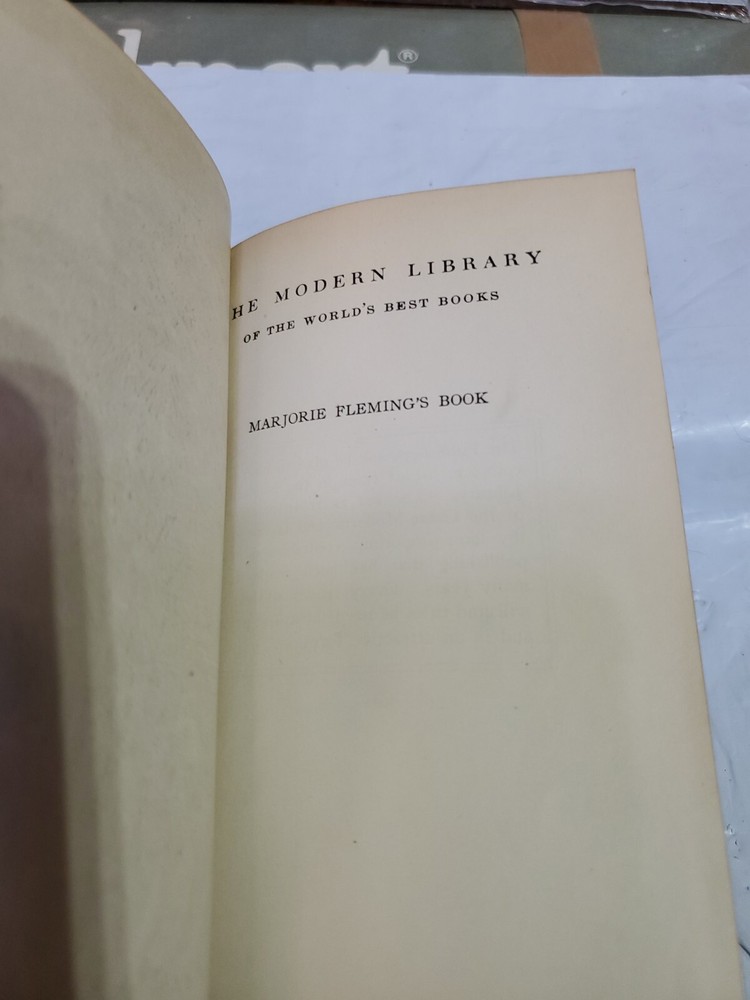 HE MODERN LIBRARY
OF THE WORLD'S BEST BOOKS
MARJORIE FLEMING'S BOOK